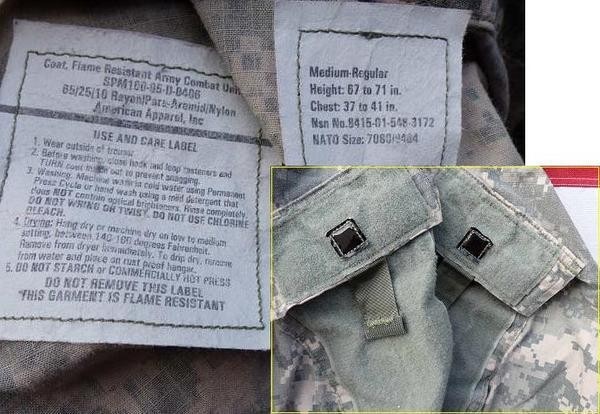 Coat, Flame Resistant Army Combat Uni
SPM100-05-D-0406
65/25/10 Rayon/Para-Aramid/Nylon
American Apparel, Inc
USE AND CARE LABEL
1. Wear outside of trouser
2. Before washing, close hook and loop fasteners and
TURN coat inside out to prevent snagging.
3. Washing: Machine wash in cold water using Permanent
Press Cycle or hand wash using a mild detergent that
does NOT contain optical brighteners. Rinse completely.
DO NOT WRING OR TWIST. DO NOT USE CHLORINE
BLEACH.
4. Drying: Hang dry or machine dry on low to medium
setting, between 140-160 degrees Fahrenheit.
Remove from dryer immediately. To drip dry, remove
from water and place on rust proof hanger.
5. DO NOT STARCH or COMMERCIALLY HOT PRESS
DO NOT REMOVE THIS LABEL
THIS GARMENT IS FLAME RESISTANT
Medium-Regular
Height: 67 to 71 in.
Chest: 37 to 41 in.
Nsn No.8415-01-548-3172
NATO Size: 7080/9404